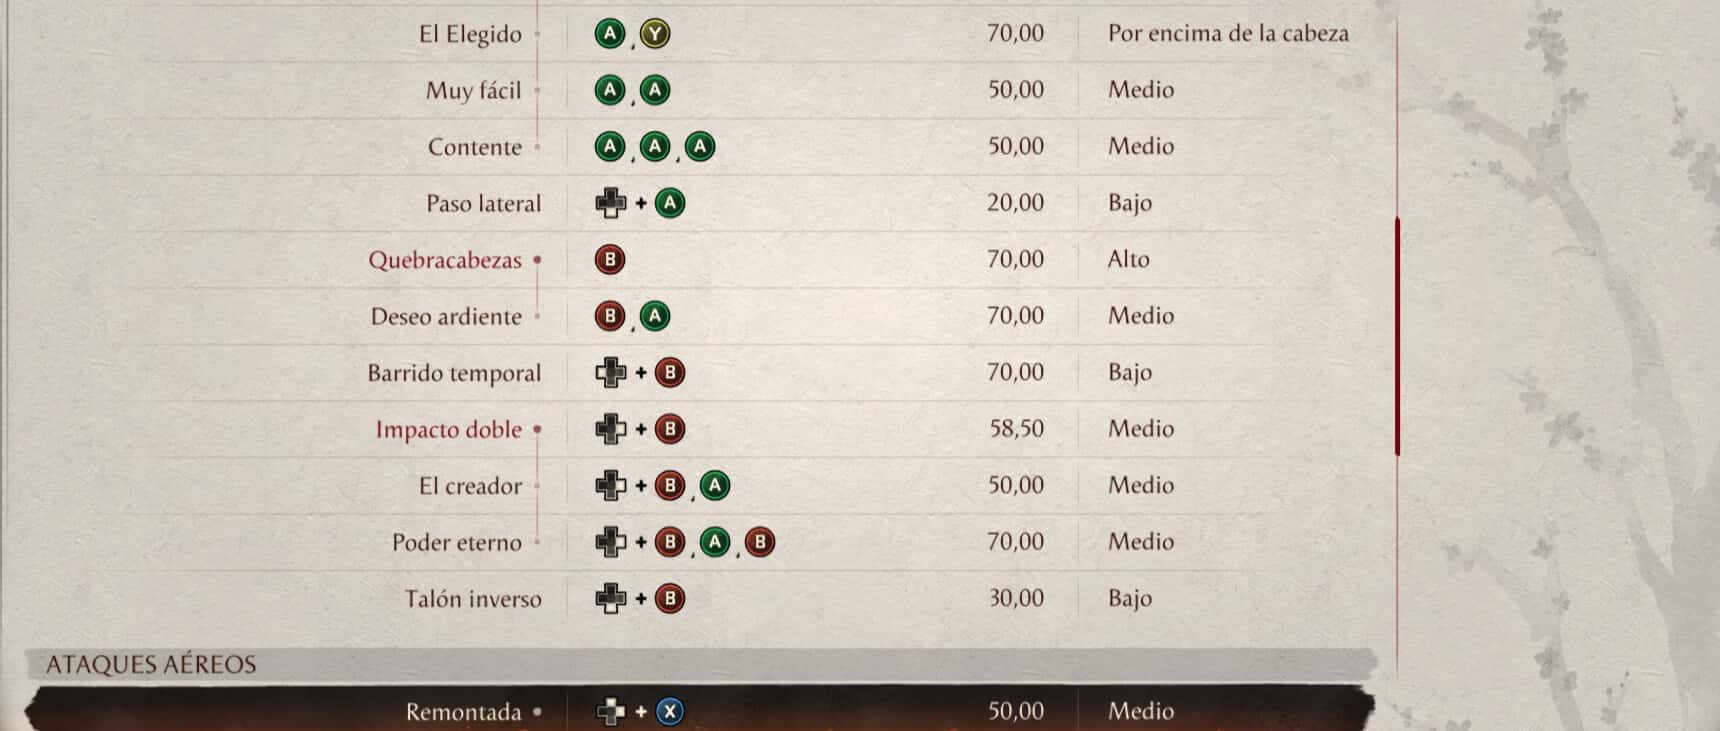 El Elegido A , Y 70,00 Por encima de la cabeza
Muy fácil A , A 50,00 Medio
Contente A , A , A 50,00 Medio
Paso lateral + A 20,00 Bajo
Quebracabezas B 70,00 Alto
Deseo ardiente B , A 70,00 Medio
Barrido temporal + B 70,00 Bajo
Impacto doble + B 58,50 Medio
El creador + B , A 50,00 Medio
Poder eterno + B , A , B 70,00 Medio
Talón inverso + B 30,00 Bajo
ATAQUES AÉREOS
Remontada + X 50,00 Medio